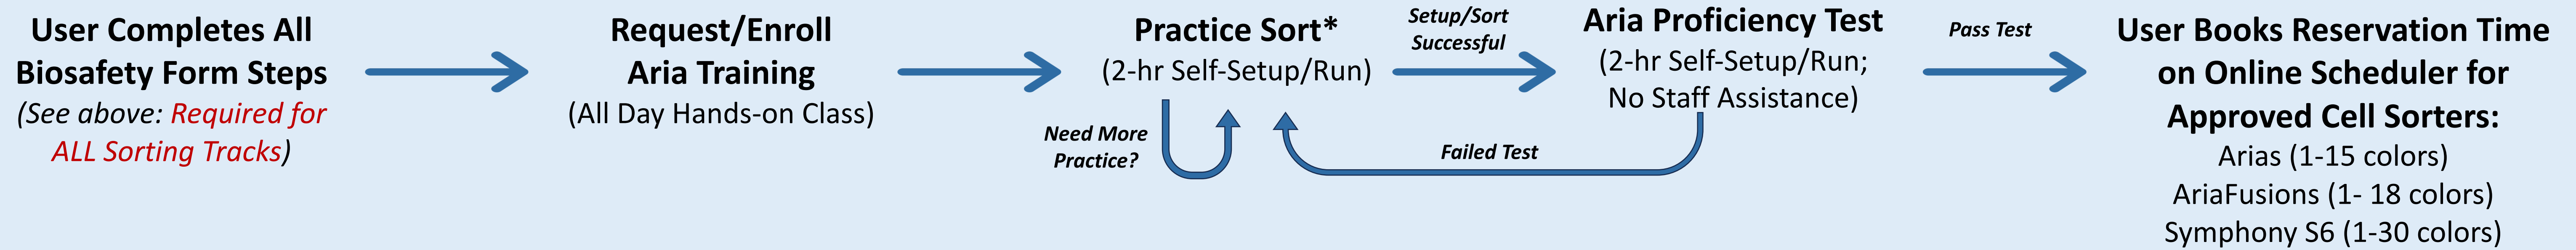 User Completes All
Biosafety Form Steps
(See above: Required for
ALL Sorting Tracks)
Request/Enroll
Aria Training
(All Day Hands-on Class)
Practice Sort*
(2-hr Self-Setup/Run)
Need More
Practice?
Setup/Sort
Successful
Aria Proficiency Test
(2-hr Self-Setup/Run;
No Staff Assistance)
Failed Test
Pass Test
User Books Reservation Time
on Online Scheduler for
Approved Cell Sorters:
Arias (1-15 colors)
AriaFusions (1- 18 colors)
Symphony S6 (1-30 colors)